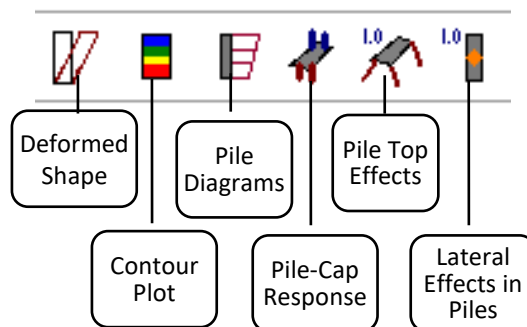 1.0
1.0
Deformed
Shape
Pile
Diagrams
Pile Top
Effects
Contour
Plot
Pile-Cap
Response
Lateral
Effects in
Piles